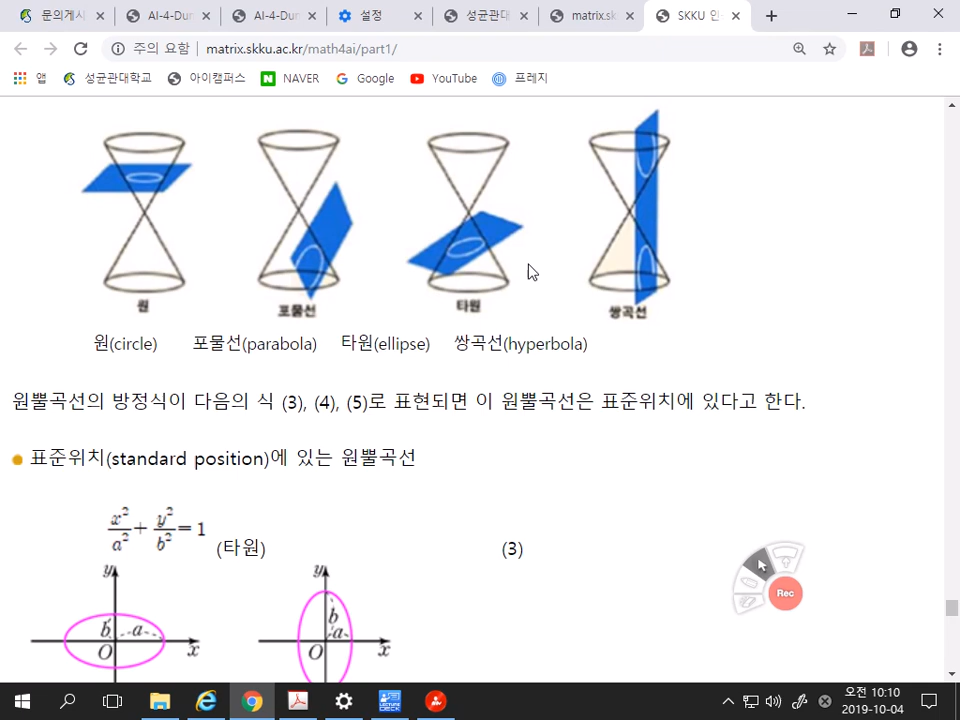 문의게시
AI-4-Dur
AI-4-Dur
설정
성균관대
matrix.sk
SKKU 인
주의 요함
matrix.skku.ac.kr/math4ai/part1/
앱
성균관대학교
아이캠퍼스
NAVER
Google
YouTube
프레지
원
포물선
타원
쌍곡선
원(circle) 포물선(parabola) 타원(ellipse) 쌍곡선(hyperbola)
원뿔곡선의 방정식이 다음의 식 (3), (4), (5)로 표현되면 이 원뿔곡선은 표준위치에 있다고 한다.
표준위치(standard position)에 있는 원뿔곡선
x²/a² + y²/b² = 1 (타원) (3)
y
b
a
O
x
y
b
a
O
x
Rec
LECTURE DECK
오전 10:10
2019-10-04